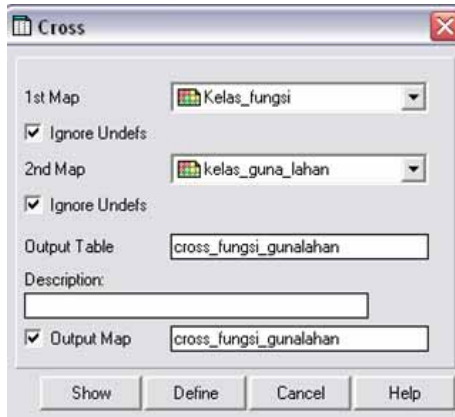 Cross
1st Map Kelas_fungsi
Ignore Undefs
2nd Map kelas_guna_lahan
Ignore Undefs
Output Table cross_fungsi_gunalahan
Description:
Output Map cross_fungsi_gunalahan
Show Define Cancel Help